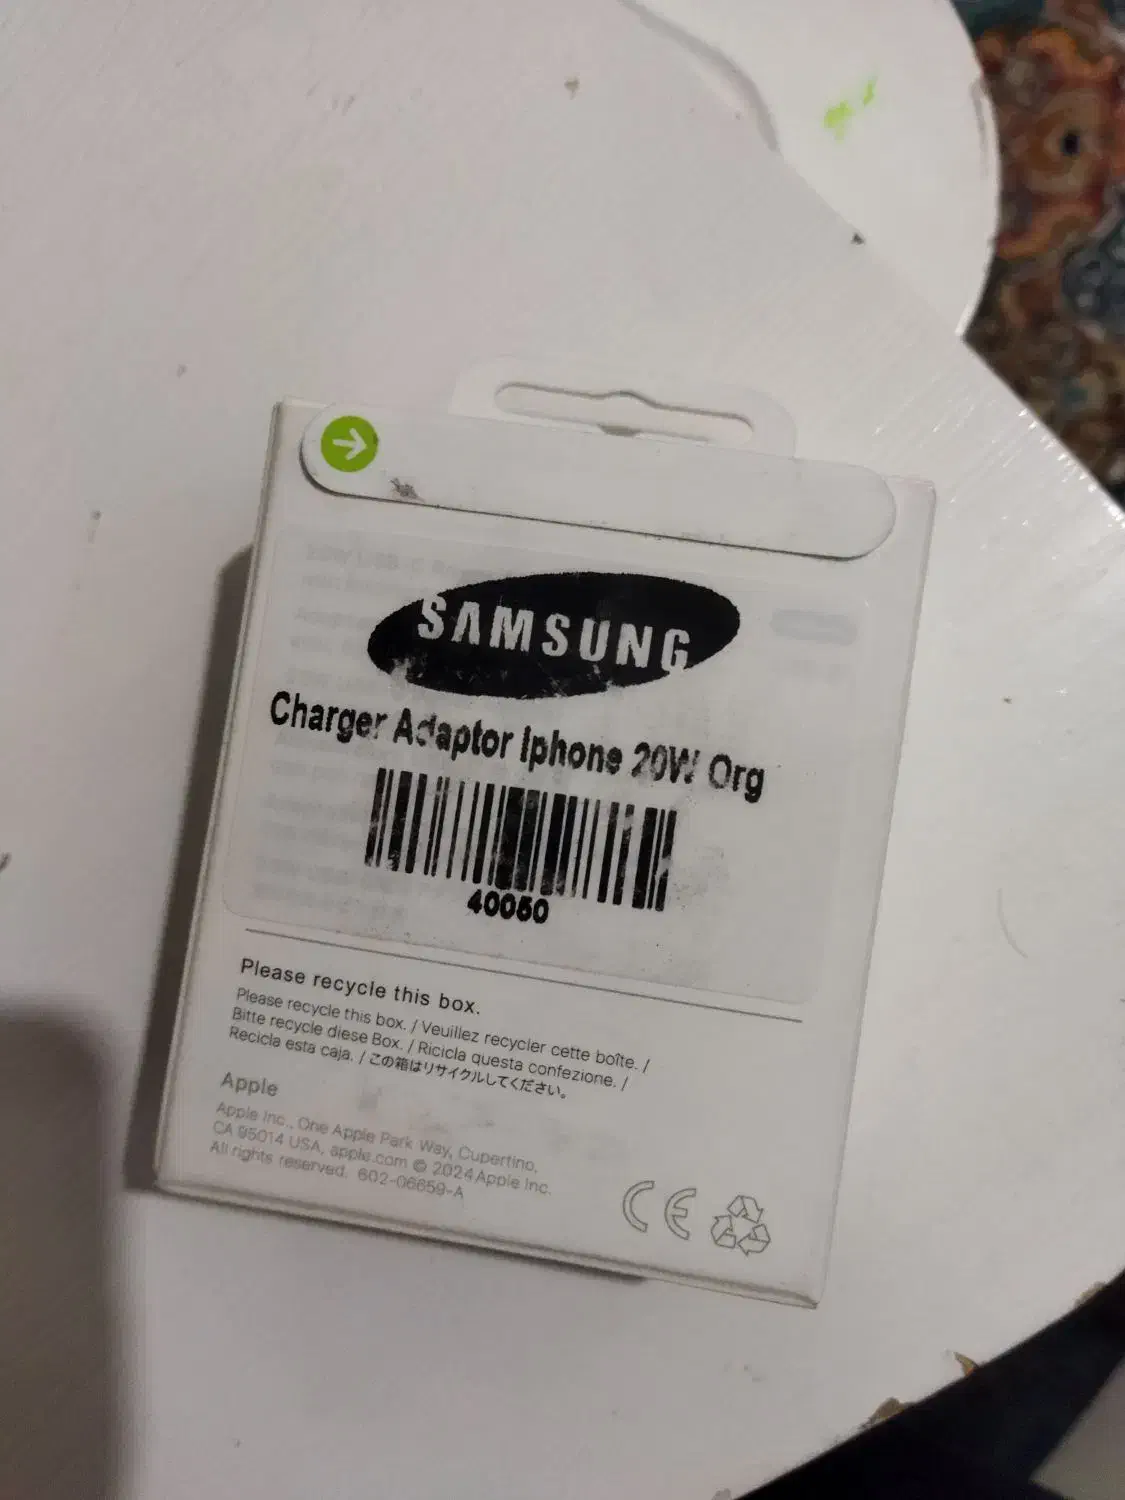 SAMSUNG
Charger Adaptor Iphone 20W Org
40050
Please recycle this box.
Please recycle this box. / Veuillez recycler cette boîte. /
Bitte recycle diese Box. / Ricicla questa confezione. /
Recicla esta caja. / この箱はリサイクルしてください。
Apple
Apple Inc., One Apple Park Way, Cupertino,
CA 95014 USA, apple.com © 2024 Apple Inc.
All rights reserved. 602-06659-A
CE